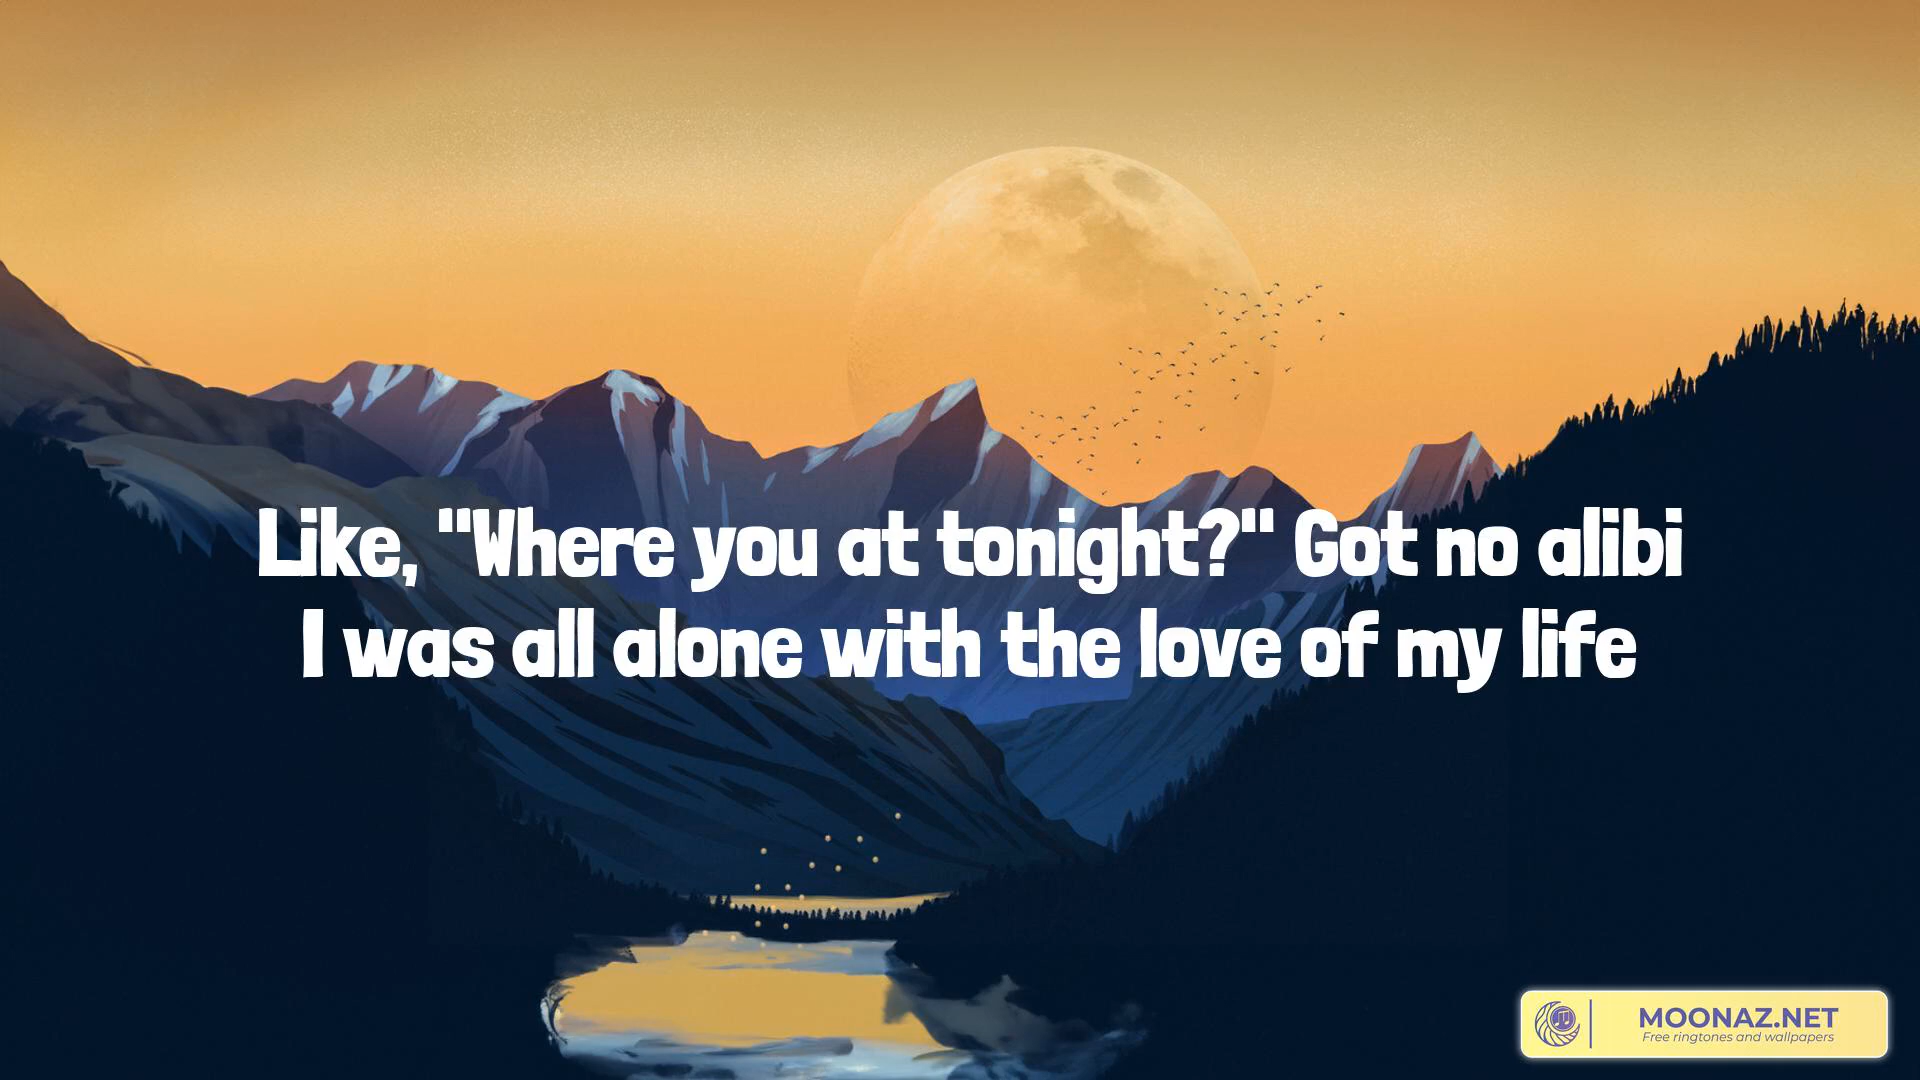 Like, "Where you at tonight?" Got no alibi
I was all alone with the love of my life
MOONAZ.NET
Free ringtones and wallpapers